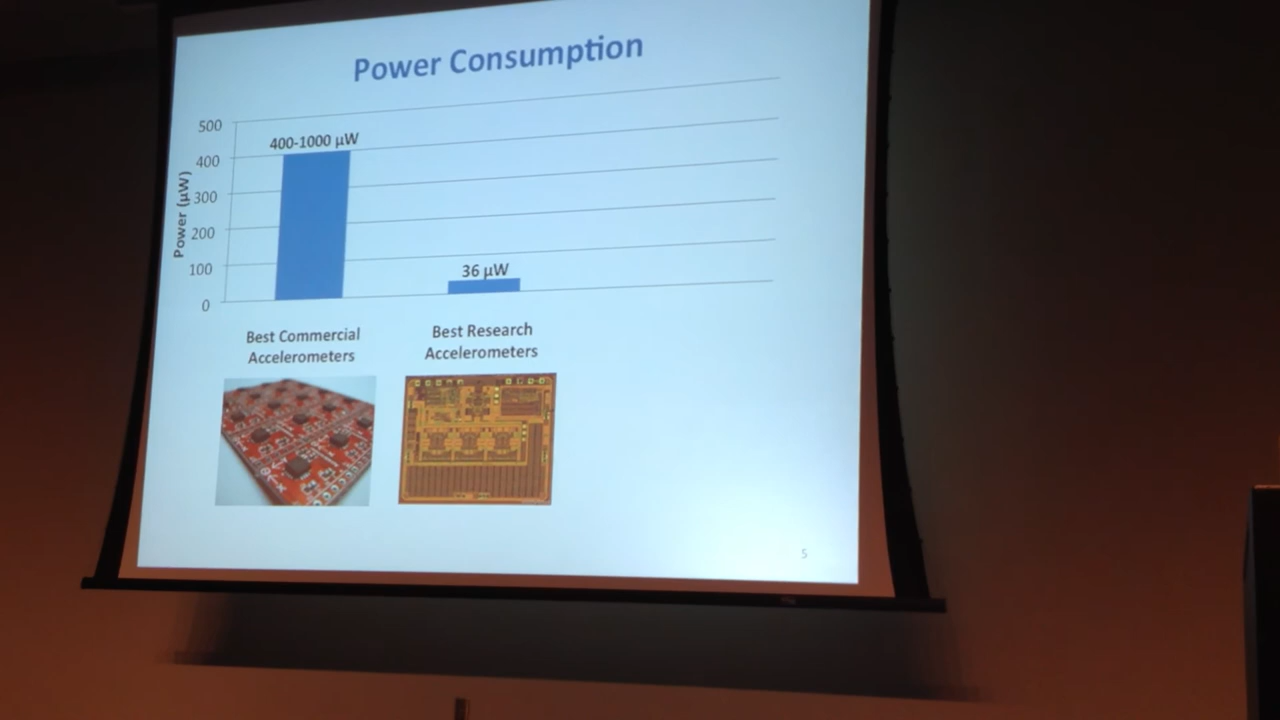 Power Consumption
500
400-1000 µW
400
300
Power (µW)
200
100
36 µW
0
Best Commercial
Accelerometers
Best Research
Accelerometers
5